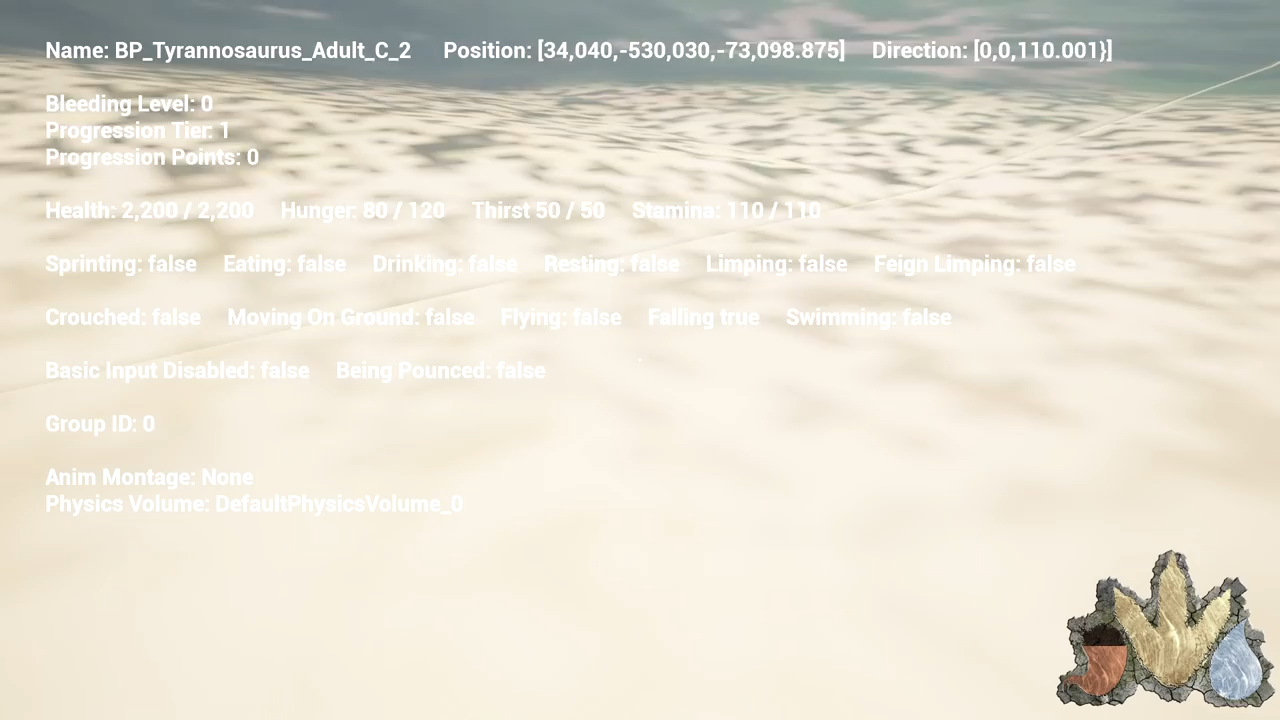 Name: BP_Tyrannosaurus_Adult_C_2 Position: [34,040,-530,030,-73,098.875] Direction: [0,0,110.001}]
Bleeding Level: 0
Progression Tier: 1
Progression Points: 0
Health: 2,200 / 2,200 Hunger: 80 / 120 Thirst 50 / 50 Stamina: 110 / 110
Sprinting: false Eating: false Drinking: false Resting: false Limping: false Feign Limping: false
Crouched: false Moving On Ground: false Flying: false Falling true Swimming: false
Basic Input Disabled: false Being Pounced: false
Group ID: 0
Anim Montage: None
Physics Volume: DefaultPhysicsVolume_0